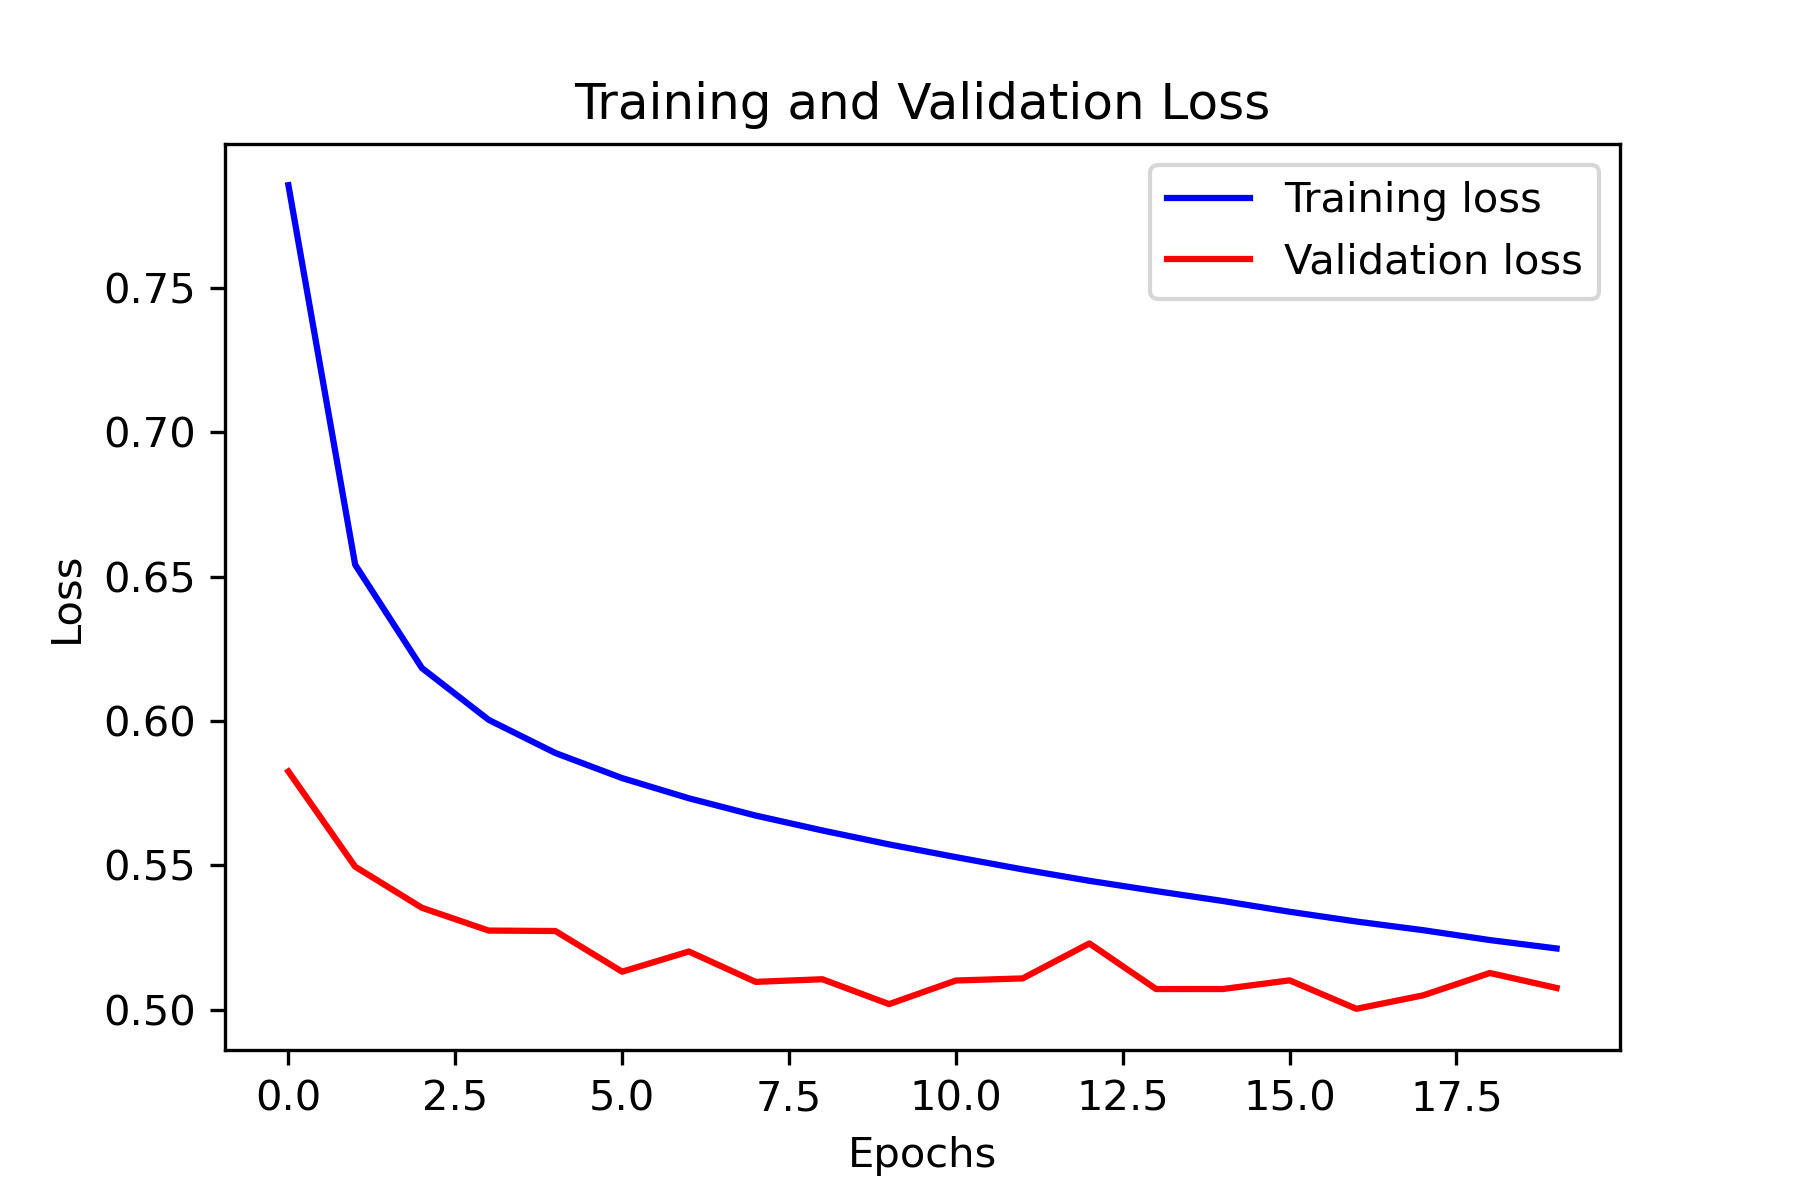 Training and Validation Loss
Training loss
Validation loss
0.75
0.70
0.65
0.60
0.55
0.50
Loss
0.0 2.5 5.0 7.5 10.0 12.5 15.0 17.5
Epochs